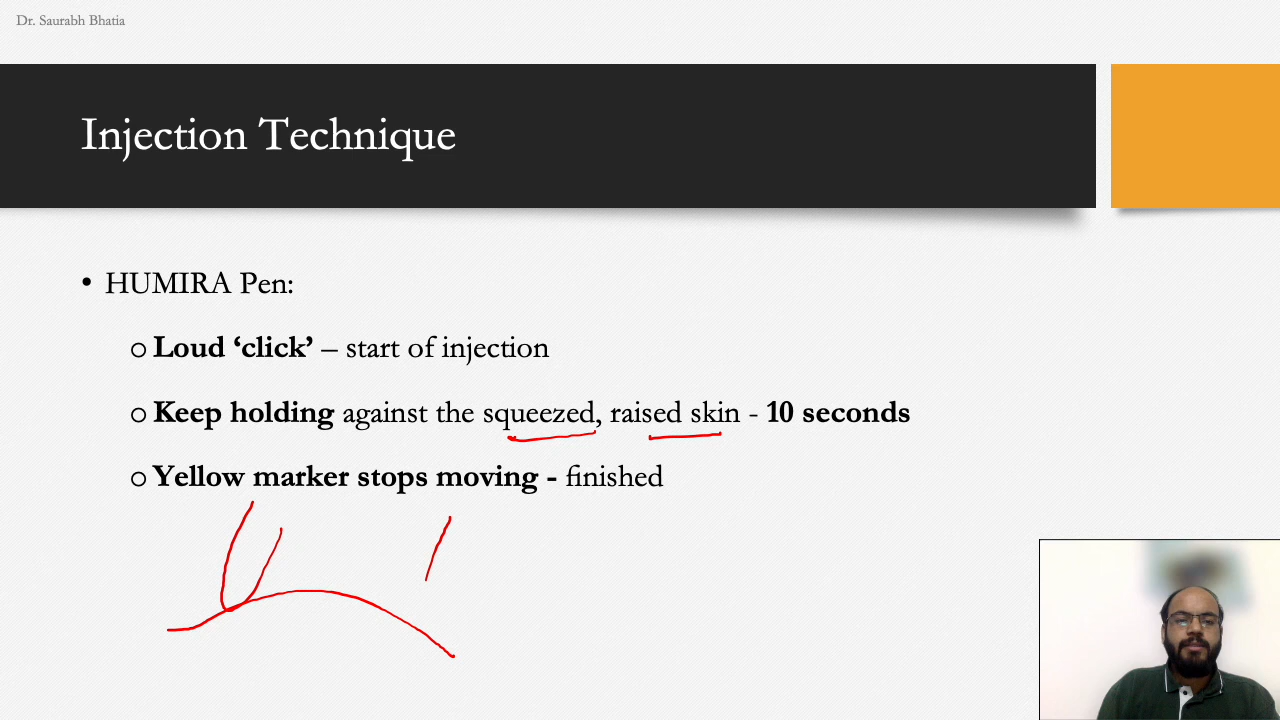 Dr. Saurabh Bhatia
Injection Technique
• HUMIRA Pen:
o Loud ‘click’ – start of injection
o Keep holding against the squeezed, raised skin - 10 seconds
o Yellow marker stops moving - finished